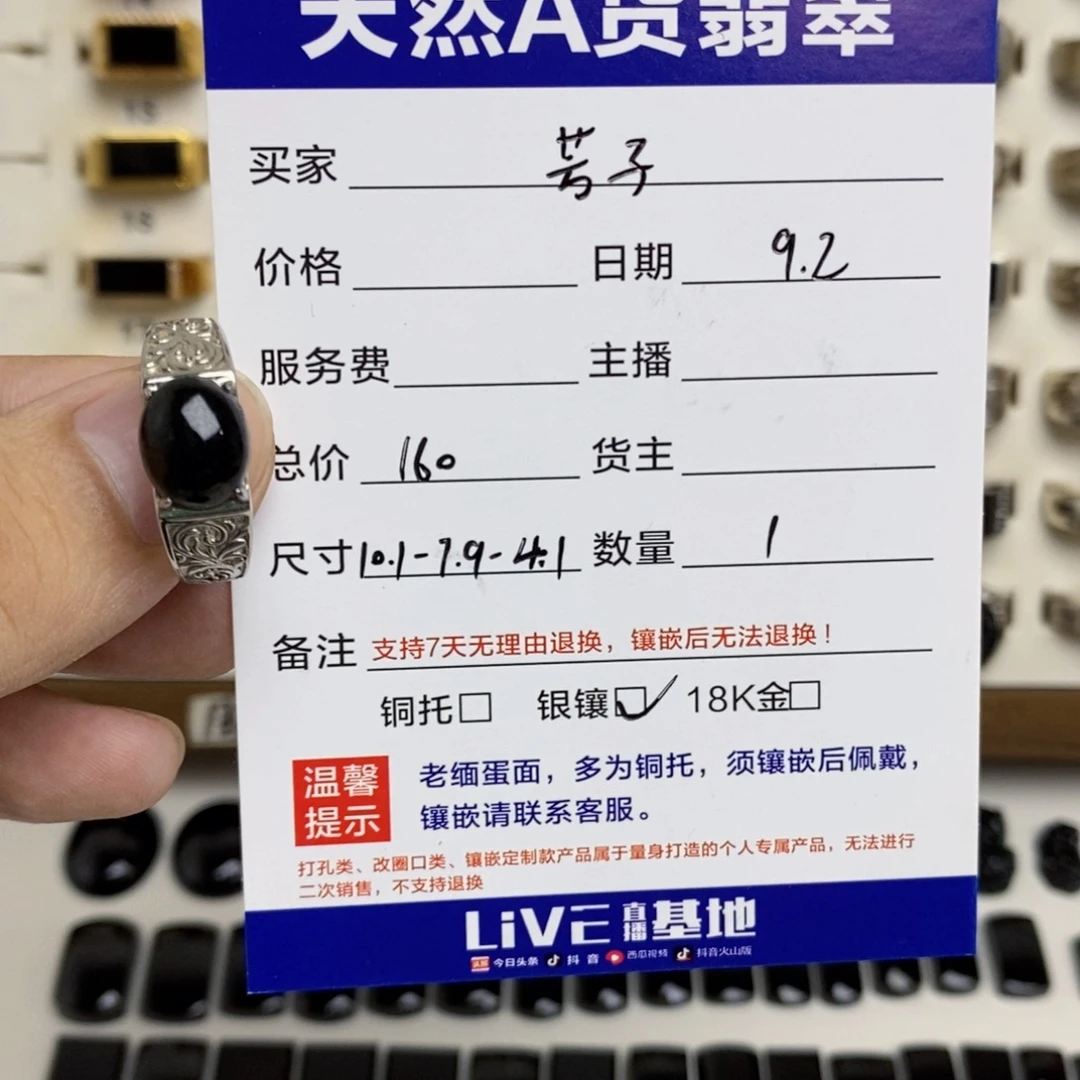 天然A货翡翠
买家 芳子
价格 日期 9.2
服务费 主播
总价 160 货主
尺寸 10.1-7.9-4.1 数量 1
备注 支持7天无理由退换，镶嵌后无法退换！
铜托□ 银镶☑ 18K金□
温馨提示
老缅蛋面，多为铜托，须镶嵌后佩戴，
镶嵌请联系客服。
打孔类、改圈口类、镶嵌定制款产品属于量身打造的个人专属产品，无法进行
二次销售，不支持退换
LiVE 直播基地
头条 今日头条 抖音 西瓜视频 抖音火山版
18